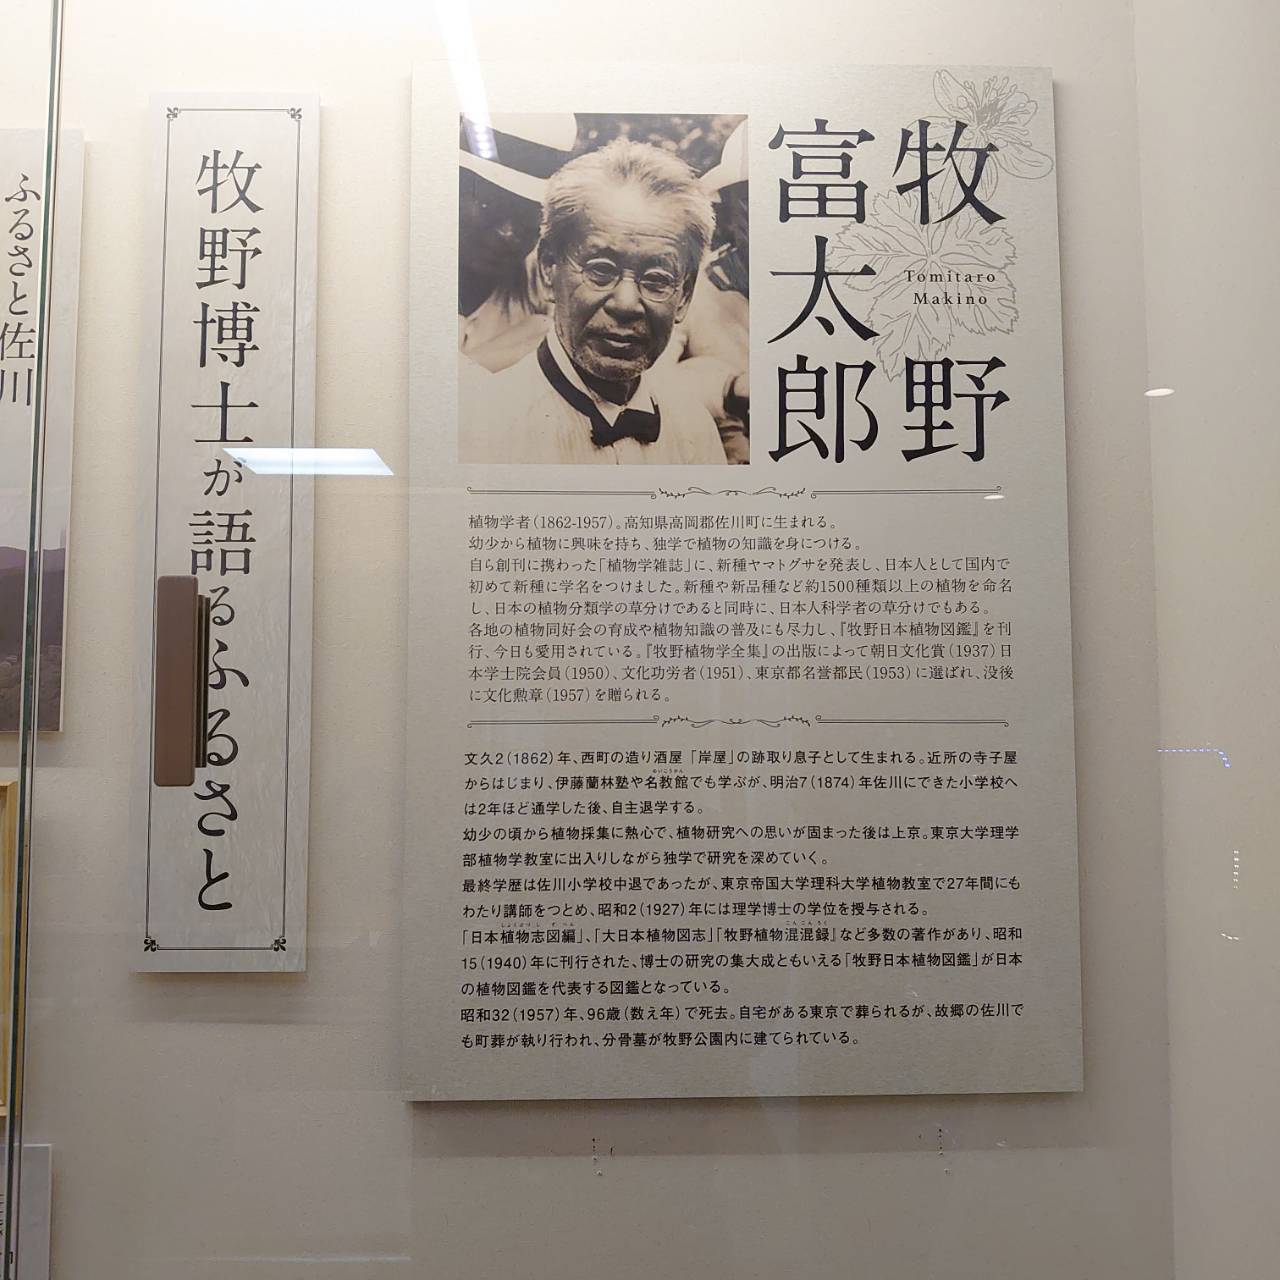 牧野
富太郎
Tomitaro
Makino
植物学者(1862-1957)。高知県高岡郡佐川町に生まれる。
幼少から植物に興味を持ち、独学で植物の知識を身につける。
自ら創刊に携わった「植物学雑誌」に、新種ヤマトグサを発表し、日本人として国内で
初めて新種に学名をつけました。新種や新品種など約1500種類以上の植物を命名
し、日本の植物分類学の草分けであると同時に、日本人科学者の草分けでもある。
各地の植物同好会の育成や植物知識の普及にも尽力し、『牧野日本植物図鑑』を刊
行、今日も愛用されている。『牧野植物学全集』の出版によって朝日文化賞(1937)日
本学士院会員(1950)、文化功労者(1951)、東京都名誉都民(1953)に選ばれ、没後
に文化勲章(1957)を贈られる。
文久2(1862)年、西町の造り酒屋「岸屋」の跡取り息子として生まれる。近所の寺子屋
めいこうかん
からはじまり、伊藤蘭林塾や名教館でも学ぶが、明治7(1874)年佐川にできた小学校へ
は2年ほど通学した後、自主退学する。
幼少の頃から植物採集に熱心で、植物研究への思いが固まった後は上京。東京大学理学
部植物学教室に出入りしながら独学で研究を深めていく。
最終学歴は佐川小学校中退であったが、東京帝国大学理科大学植物教室で27年間にも
わたり講師をつとめ、昭和2(1927)年には理学博士の学位を授与される。
しょくぶつ し ず へん こんこんろく
「日本植物志図編」、「大日本植物図志」「牧野植物混混録』など多数の著作があり、昭和
15(1940)年に刊行された、博士の研究の集大成ともいえる「牧野日本植物図鑑」が日本
の植物図鑑を代表する図鑑となっている。
昭和32(1957)年、96歳(数え年)で死去。自宅がある東京で葬られるが、故郷の佐川で
も町葬が執り行われ、分骨墓が牧野公園内に建てられている。
牧野博士が語るふるさと
ふるさと佐川